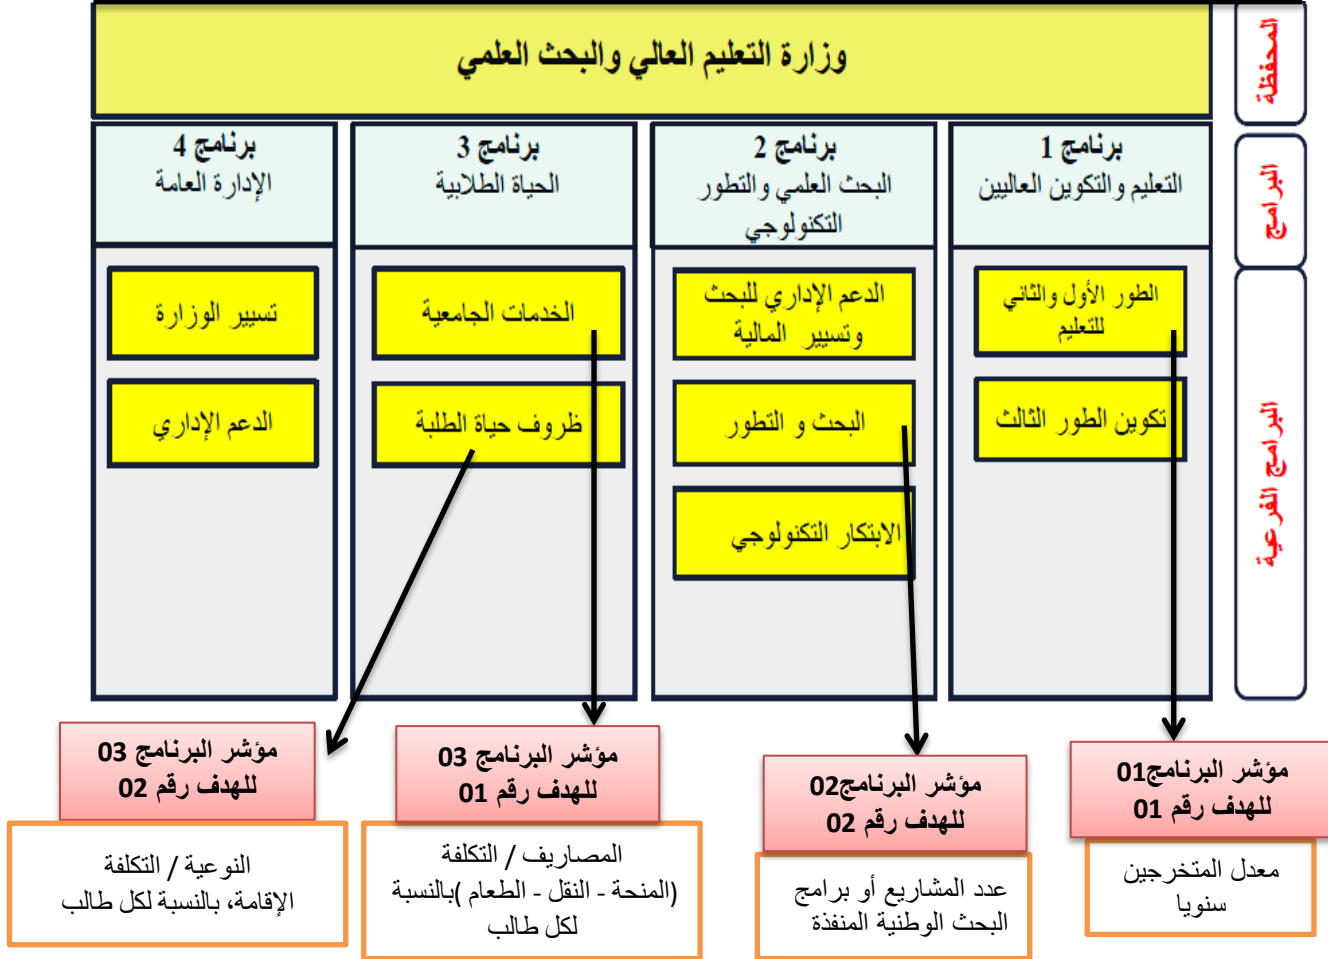 المحفظة
وزارة التعليم العالي والبحث العلمي
البرامج
برنامج 1
التعليم والتكوين العاليين
برنامج 2
البحث العلمي والتطور
التكنولوجي
برنامج 3
الحياة الطلابية
برنامج 4
الإدارة العامة
البرامج الفرعية
الطور الأول والثاني
للتعليم
تكوين الطور الثالث
الدعم الإداري للبحث
وتسيير المالية
البحث و التطور
الابتكار التكنولوجي
الخدمات الجامعية
ظروف حياة الطلبة
تسيير الوزارة
الدعم الإداري
مؤشر البرنامج01
للهدف رقم 01
معدل المتخرجين
سنويا
مؤشر البرنامج02
للهدف رقم 02
عدد المشاريع أو برامج
البحث الوطنية المنفذة
مؤشر البرنامج 03
للهدف رقم 01
المصاريف / التكلفة
(المنحة - النقل - الطعام )بالنسبة
لكل طالب
مؤشر البرنامج 03
للهدف رقم 02
النوعية / التكلفة
الإقامة، بالنسبة لكل طالب